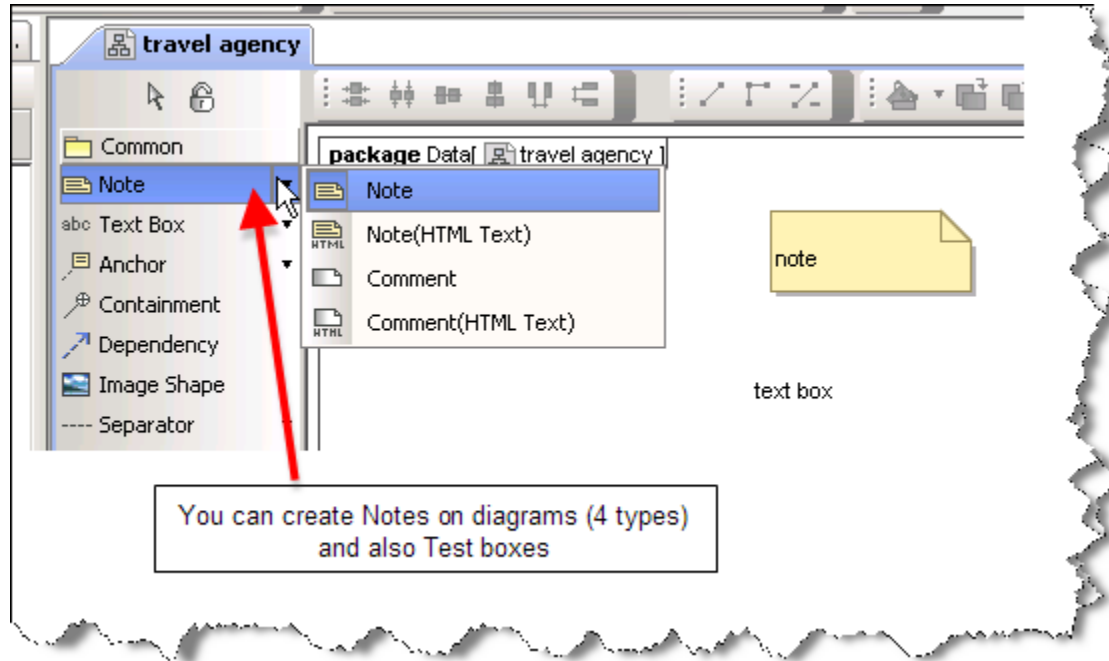 travel agency
Common
package Data[ travel agency ]
Note
Note
abc Text Box
HTML Note(HTML Text)
note
Anchor
Comment
Containment
HTML Comment(HTML Text)
Dependency
Image Shape
text box
Separator
You can create Notes on diagrams (4 types)
and also Test boxes